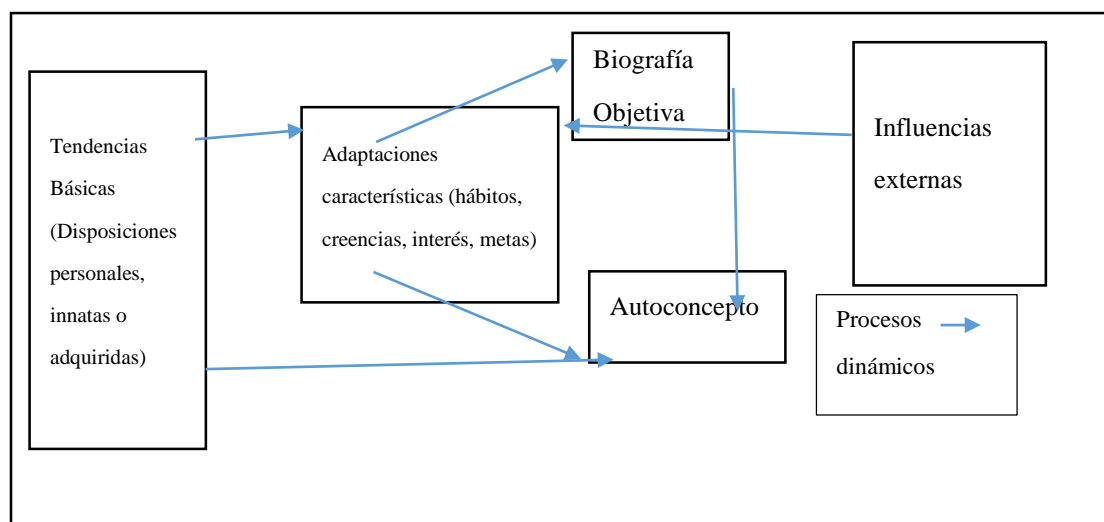 Tendencias
Básicas
(Disposiciones
personales,
innatas o
adquiridas)
Adaptaciones
características (hábitos,
creencias, interés, metas)
Biografía
Objetiva
Autoconcepto
Influencias
externas
Procesos
dinámicos